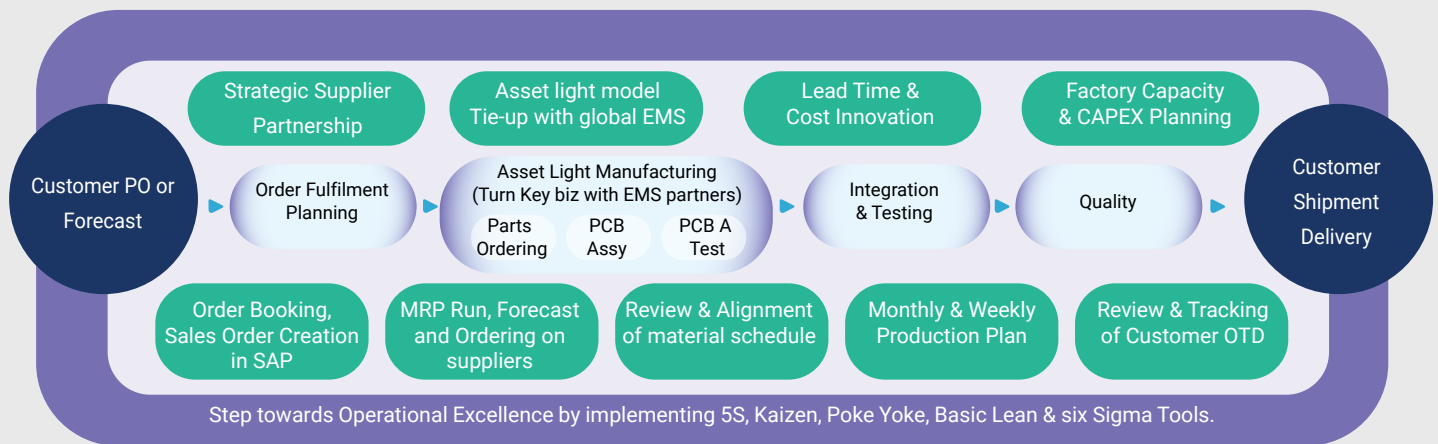 Strategic Supplier
Partnership
Asset light model
Tie-up with global EMS
Lead Time &
Cost Innovation
Factory Capacity
& CAPEX Planning
Customer PO or
Forecast
Order Fulfilment
Planning
Asset Light Manufacturing
(Turn Key biz with EMS partners)
Parts
Ordering
PCB
Assy
PCB A
Test
Integration
& Testing
Quality
Customer
Shipment
Delivery
Order Booking,
Sales Order Creation
in SAP
MRP Run, Forecast
and Ordering on
suppliers
Review & Alignment
of material schedule
Monthly & Weekly
Production Plan
Review & Tracking
of Customer OTD
Step towards Operational Excellence by implementing 5S, Kaizen, Poke Yoke, Basic Lean & six Sigma Tools.